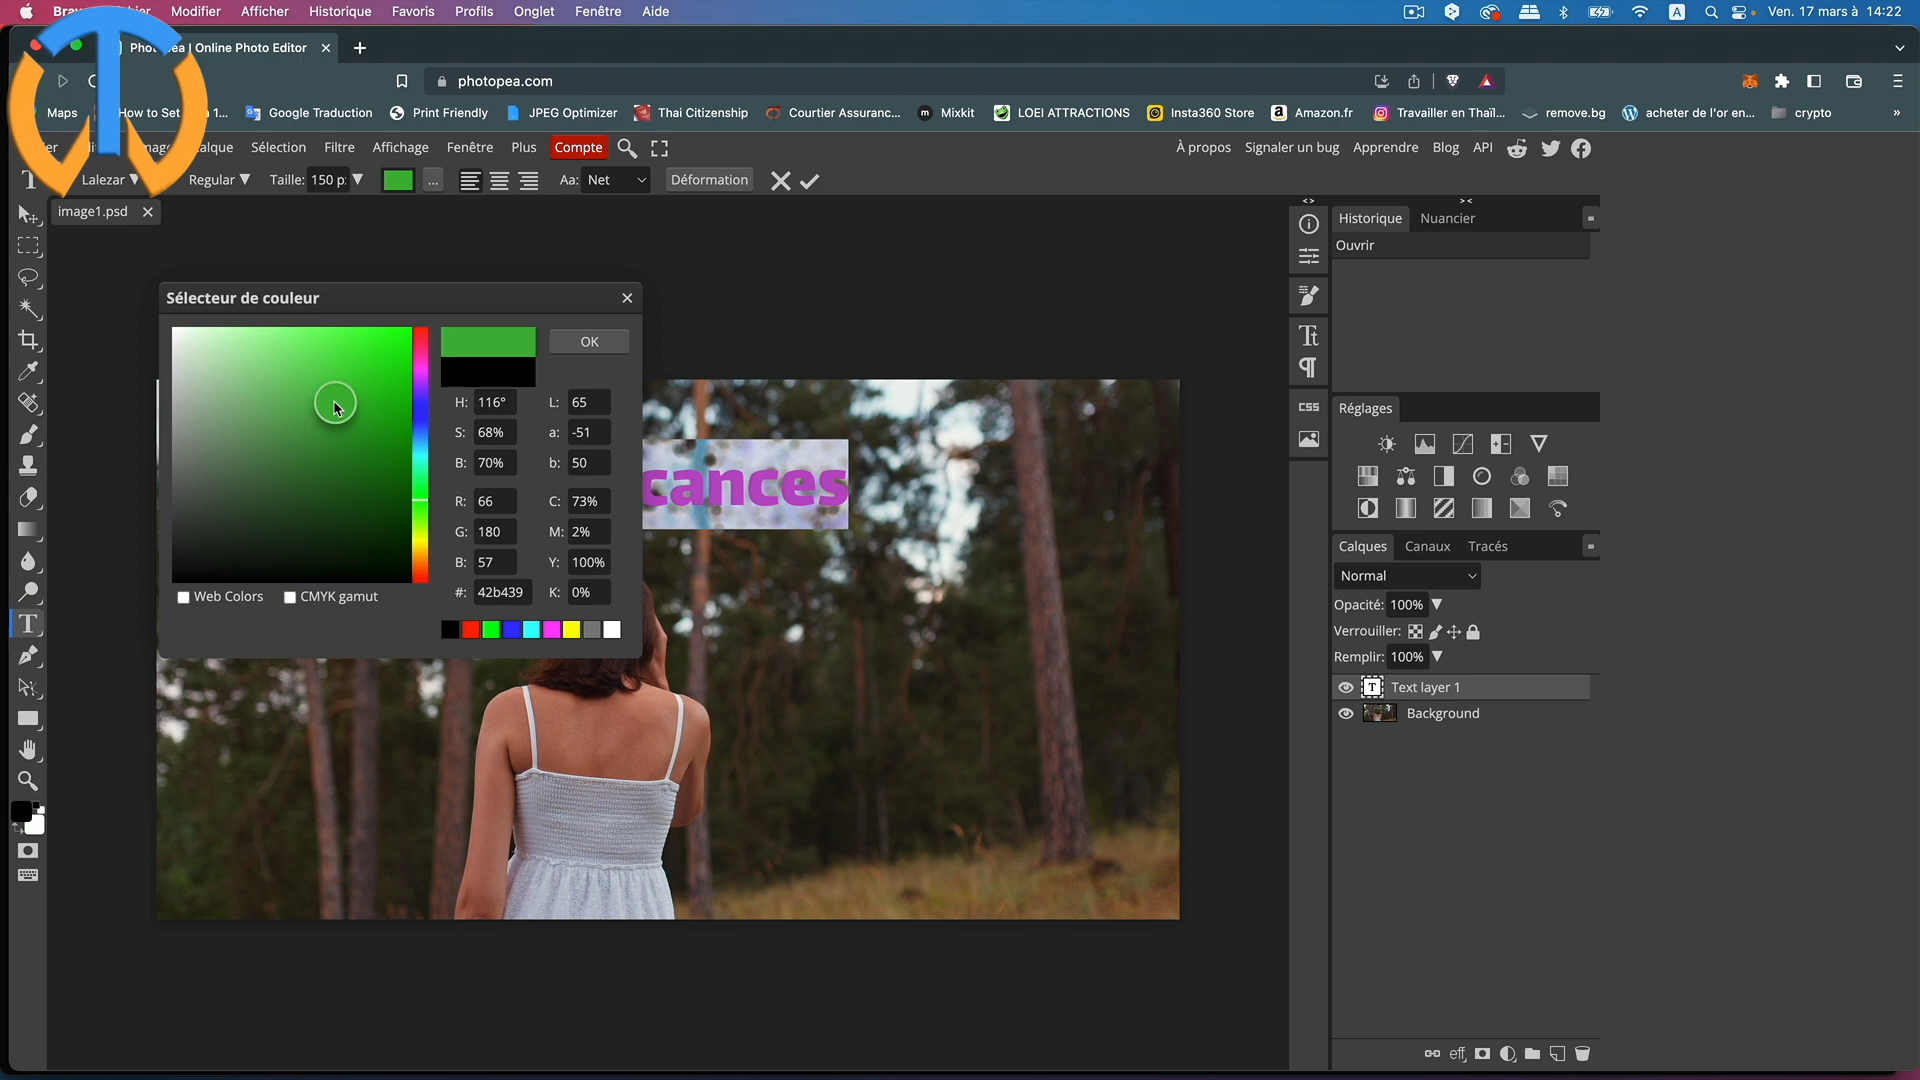 Modifier Afficher Historique Favoris Profils Onglet Fenêtre Aide Ven. 17 mars à 14:22
Photopea | Online Photo Editor
photopea.com
Maps How to Set Google Traduction Print Friendly JPEG Optimizer Thai Citizenship Courtier Assuranc... Mixkit LOEI ATTRACTIONS Insta360 Store Amazon.fr Travailler en Thaïl... remove.bg acheter de l'or en... crypto »
Sélection Filtre Affichage Fenêtre Plus Compte À propos Signaler un bug Apprendre Blog API
Lalezar Regular Taille: 150 p: ... Aa: Net Déformation
image1.psd
Historique Nuancier
Ouvrir
Sélecteur de couleur
OK
H: 116° L: 65
S: 68% a: -51
B: 70% b: 50
R: 66 C: 73%
G: 180 M: 2%
B: 57 Y: 100%
#: 42b439 K: 0%
Web Colors CMYK gamut
cances
CSS
Réglages
Calques Canaux Tracés
Normal
Opacité: 100%
Verrouiller:
Remplir: 100%
Text layer 1
Background
eff